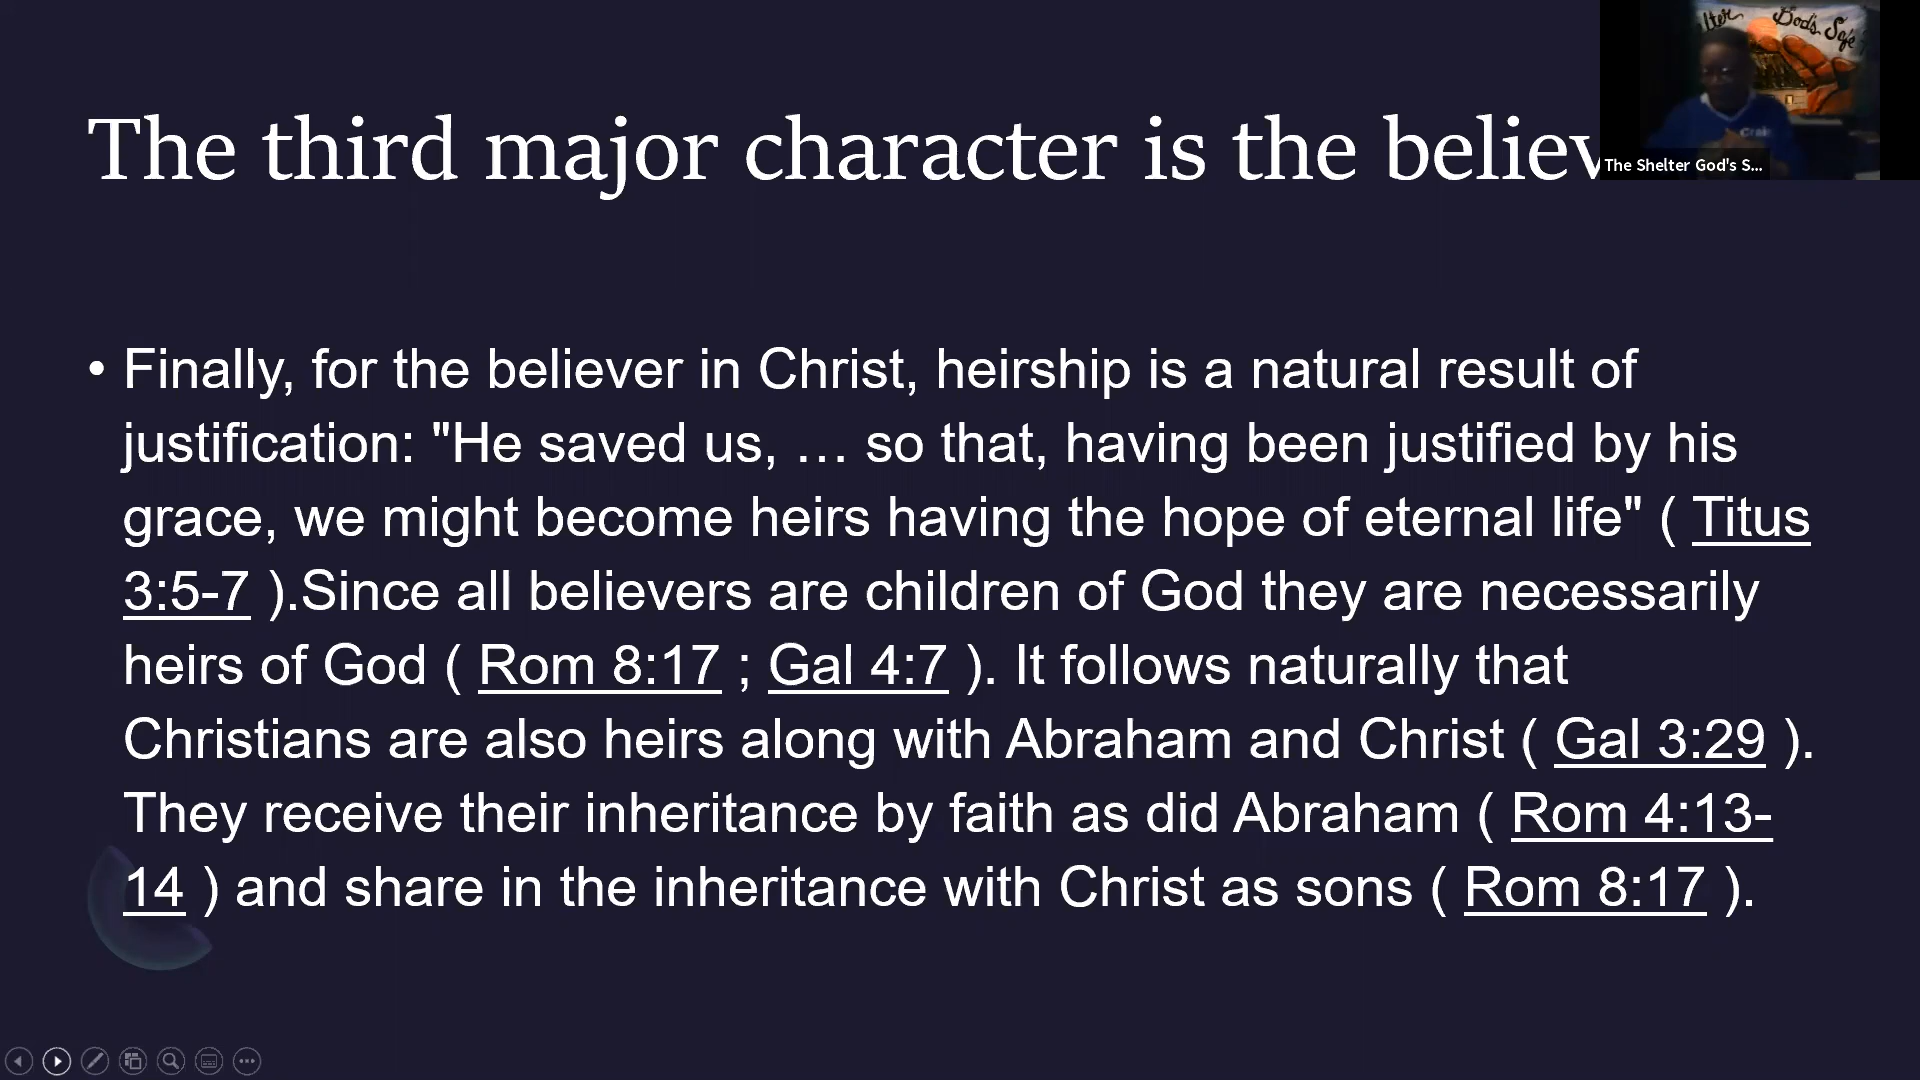 The third major character is the believ
Finally, for the believer in Christ, heirship is a natural result of
justification: "He saved us, … so that, having been justified by his
grace, we might become heirs having the hope of eternal life" ( Titus
3:5-7 ).Since all believers are children of God they are necessarily
heirs of God ( Rom 8:17 ; Gal 4:7 ). It follows naturally that
Christians are also heirs along with Abraham and Christ ( Gal 3:29 ).
They receive their inheritance by faith as did Abraham ( Rom 4:13-
14 ) and share in the inheritance with Christ as sons ( Rom 8:17 ).
lter God's Safe
The Shelter God's S...